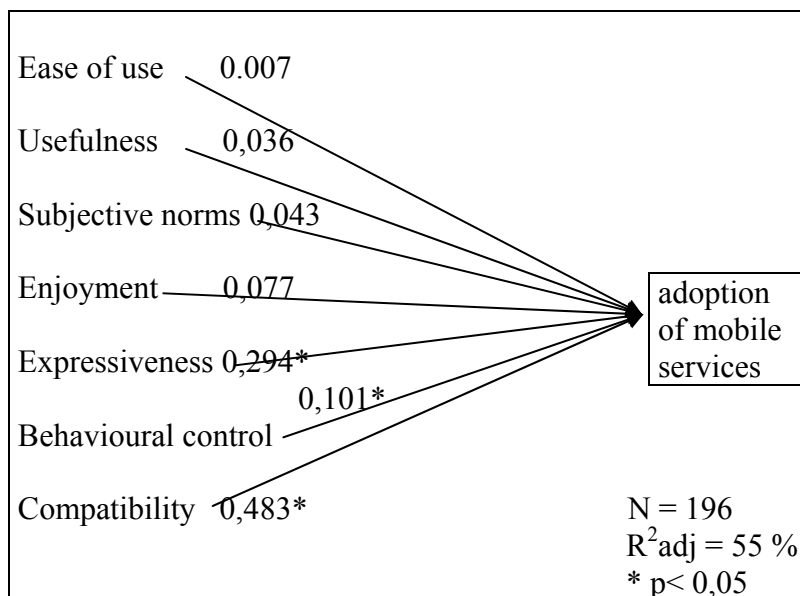 Ease of use 0.007
Usefulness 0,036
Subjective norms 0,043
Enjoyment 0,077
Expressiveness 0,294*
0,101*
Behavioural control
Compatibility 0,483*
adoption
of mobile
services
N = 196
R²adj = 55 %
* p< 0,05